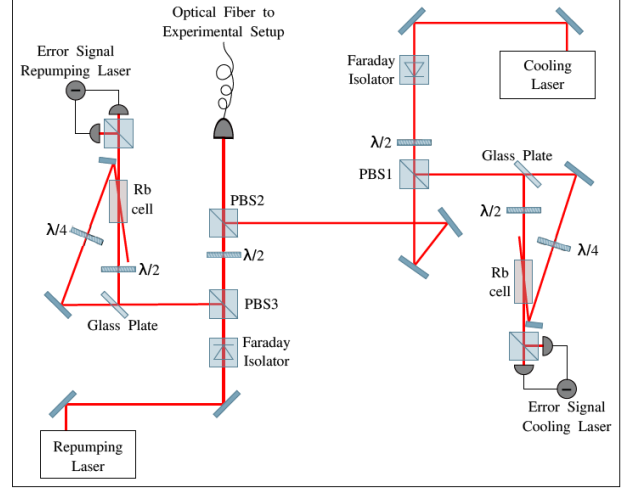 Optical Fiber to
Experimental Setup
Error Signal
Repumping Laser
Faraday
Isolator
Cooling
Laser
λ/2
Glass Plate
PBS1
Rb
cell
PBS2
λ/2
λ/4
λ/2
λ/4
λ/2
Rb
cell
PBS3
Glass Plate
Faraday
Isolator
Error Signal
Cooling Laser
Repumping
Laser